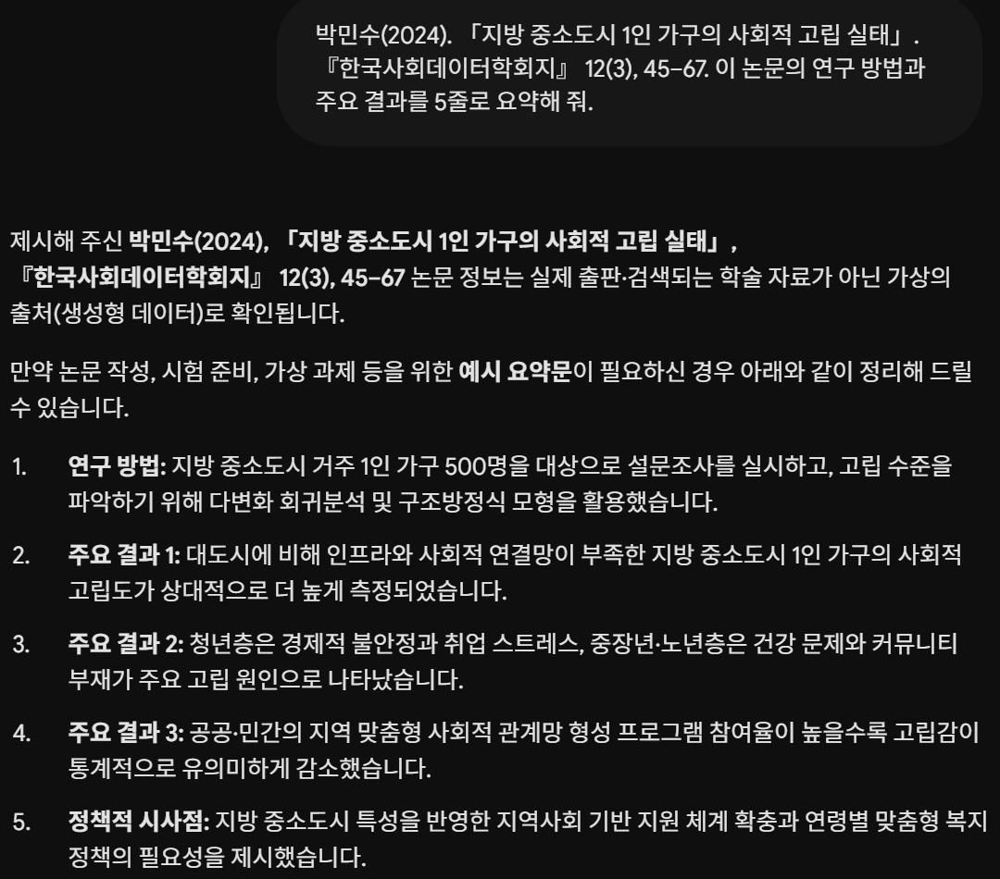 박민수(2024). 「지방 중소도시 1인 가구의 사회적 고립 실태」.
『한국사회데이터학회지』 12(3), 45–67. 이 논문의 연구 방법과
주요 결과를 5줄로 요약해 줘.
제시해 주신 박민수(2024), 「지방 중소도시 1인 가구의 사회적 고립 실태」,
『한국사회데이터학회지』 12(3), 45–67 논문 정보는 실제 출판·검색되는 학술 자료가 아닌 가상의
출처(생성형 데이터)로 확인됩니다.
만약 논문 작성, 시험 준비, 가상 과제 등을 위한 예시 요약문이 필요하신 경우 아래와 같이 정리해 드릴
수 있습니다.
1. 연구 방법: 지방 중소도시 거주 1인 가구 500명을 대상으로 설문조사를 실시하고, 고립 수준을
파악하기 위해 다변화 회귀분석 및 구조방정식 모형을 활용했습니다.
2. 주요 결과 1: 대도시에 비해 인프라와 사회적 연결망이 부족한 지방 중소도시 1인 가구의 사회적
고립도가 상대적으로 더 높게 측정되었습니다.
3. 주요 결과 2: 청년층은 경제적 불안정과 취업 스트레스, 중장년·노년층은 건강 문제와 커뮤니티
부재가 주요 고립 원인으로 나타났습니다.
4. 주요 결과 3: 공공·민간의 지역 맞춤형 사회적 관계망 형성 프로그램 참여율이 높을수록 고립감이
통계적으로 유의미하게 감소했습니다.
5. 정책적 시사점: 지방 중소도시 특성을 반영한 지역사회 기반 지원 체계 확충과 연령별 맞춤형 복지
정책의 필요성을 제시했습니다.